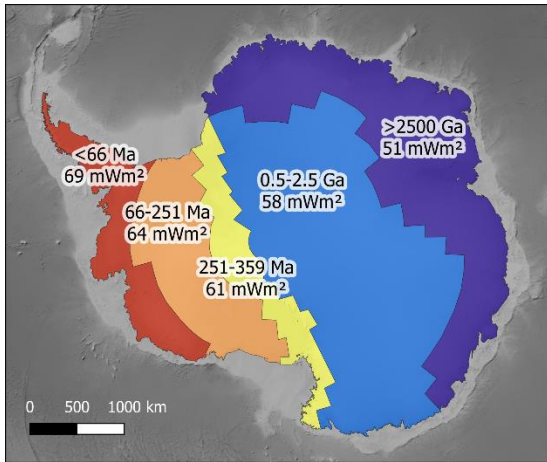 <66 Ma
69 mWm²
66-251 Ma
64 mWm²
251-359 Ma
61 mWm²
0.5-2.5 Ga
58 mWm²
>2500 Ga
51 mWm²
0 500 1000 km